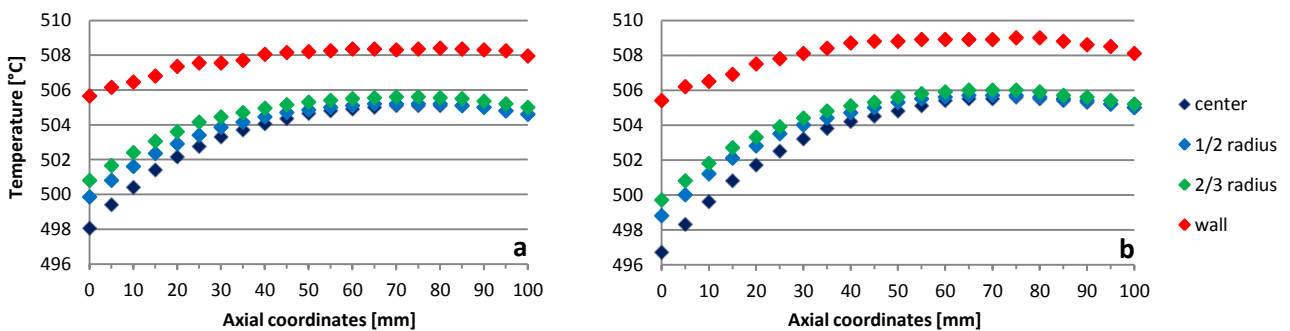 Temperature [°C]
510
508
506
504
502
500
498
496
0 10 20 30 40 50 60 70 80 90 100
Axial coordinates [mm]
a
510
508
506
504
502
500
498
496
0 10 20 30 40 50 60 70 80 90 100
Axial coordinates [mm]
b
center
1/2 radius
2/3 radius
wall